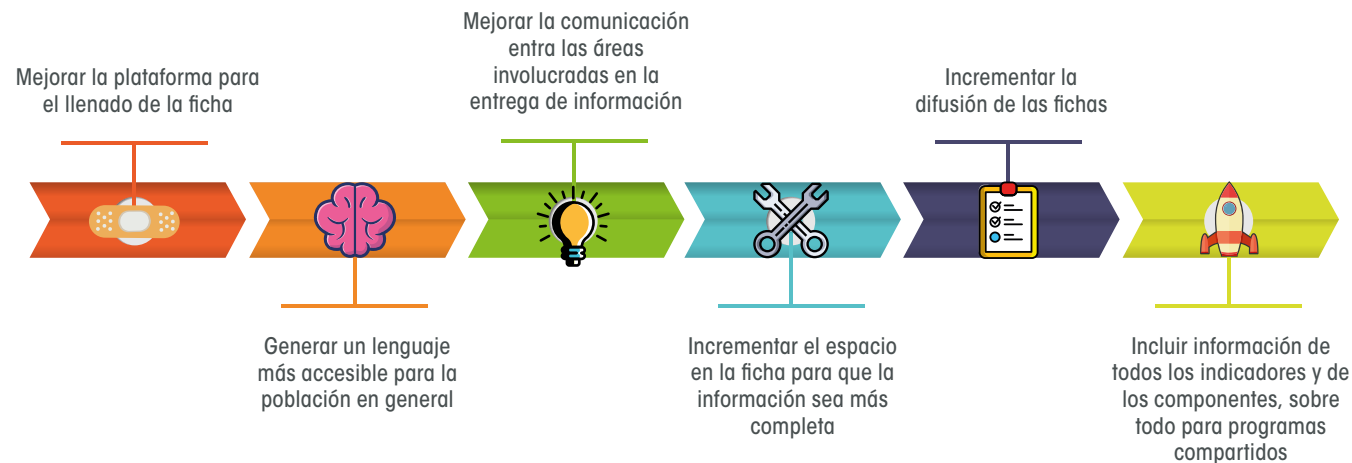 Mejorar la plataforma para
el llenado de la ficha
Generar un lenguaje
más accesible para la
población en general
Mejorar la comunicación
entra las áreas
involucradas en la
entrega de información
Incrementar el espacio
en la ficha para que la
información sea más
completa
Incrementar la
difusión de las fichas
Incluir información de
todos los indicadores y de
los componentes, sobre
todo para programas
compartidos